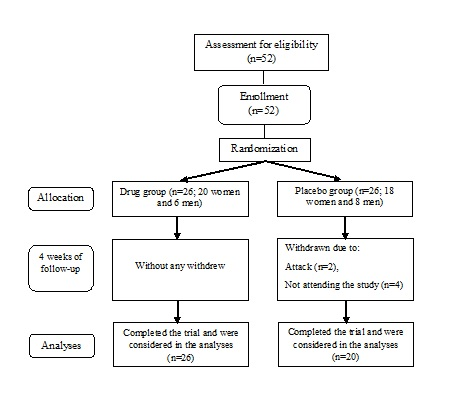 Assessment for eligibility
(n=52)
Enrollment
(n=52)
Randomization
Allocation
Drug group (n=26; 20 women
and 6 men)
Placebo group (n=26; 18
women and 8 men)
4 weeks of
follow-up
Without any withdrew
Withdrawn due to:
Attack (n=2),
Not attending the study (n=4)
Analyses
Completed the trial and were
considered in the analyses
(n=26)
Completed the trial and were
considered in the analyses
(n=20)